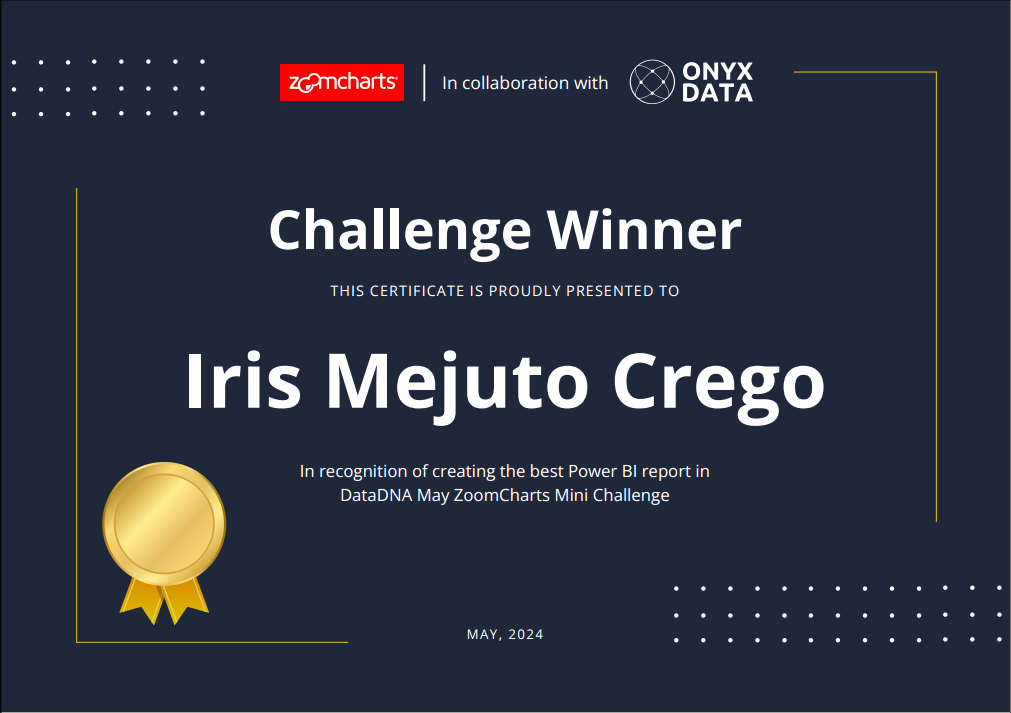 zoomcharts | In collaboration with ONYX DATA
Challenge Winner
THIS CERTIFICATE IS PROUDLY PRESENTED TO
Iris Mejuto Crego
In recognition of creating the best Power BI report in
DataDNA May ZoomCharts Mini Challenge
MAY, 2024